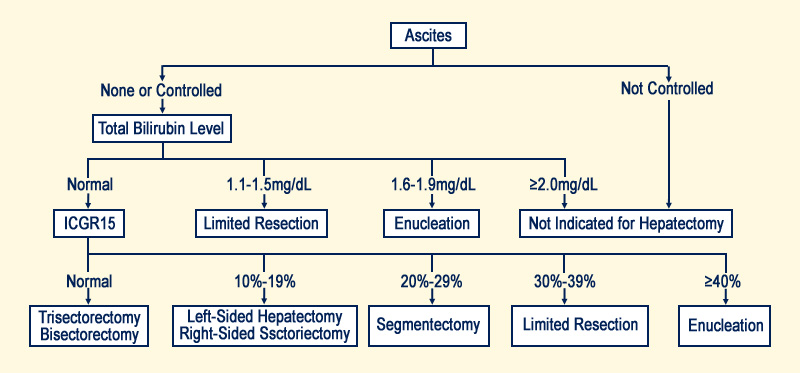 Ascites
None or Controlled
Not Controlled
Total Bilirubin Level
Normal
1.1-1.5mg/dL
1.6-1.9mg/dL
≥2.0mg/dL
ICGR15
Limited Resection
Enucleation
Not Indicated for Hepatectomy
Normal
10%-19%
20%-29%
30%-39%
≥40%
Trisectorectomy
Bisectorectomy
Left-Sided Hepatectomy
Right-Sided Ssctoriectomy
Segmentectomy
Limited Resection
Enucleation